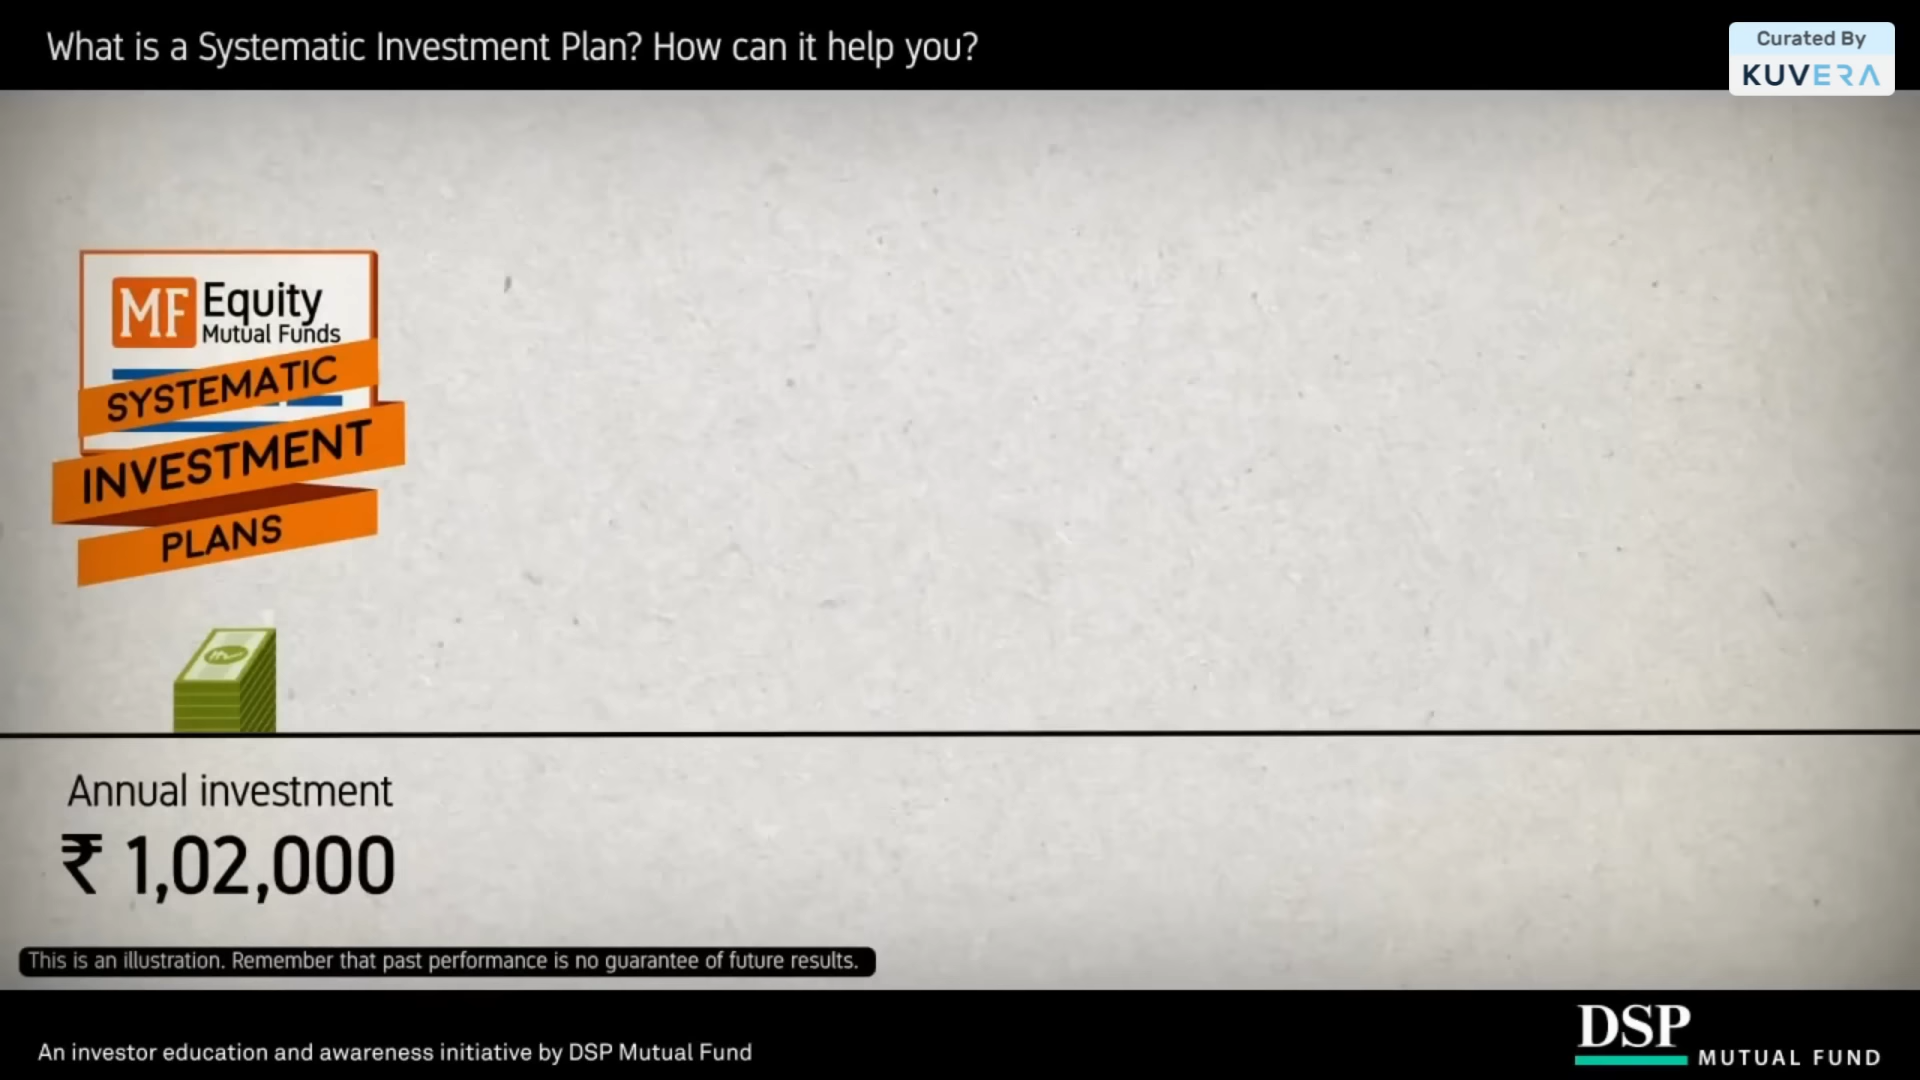 What is a Systematic Investment Plan? How can it help you?
Curated By
KUVERA
MF Equity
Mutual Funds
SYSTEMATIC
INVESTMENT
PLANS
Annual investment
₹ 1,02,000
This is an illustration. Remember that past performance is no guarantee of future results.
An investor education and awareness initiative by DSP Mutual Fund
DSP
MUTUAL FUND